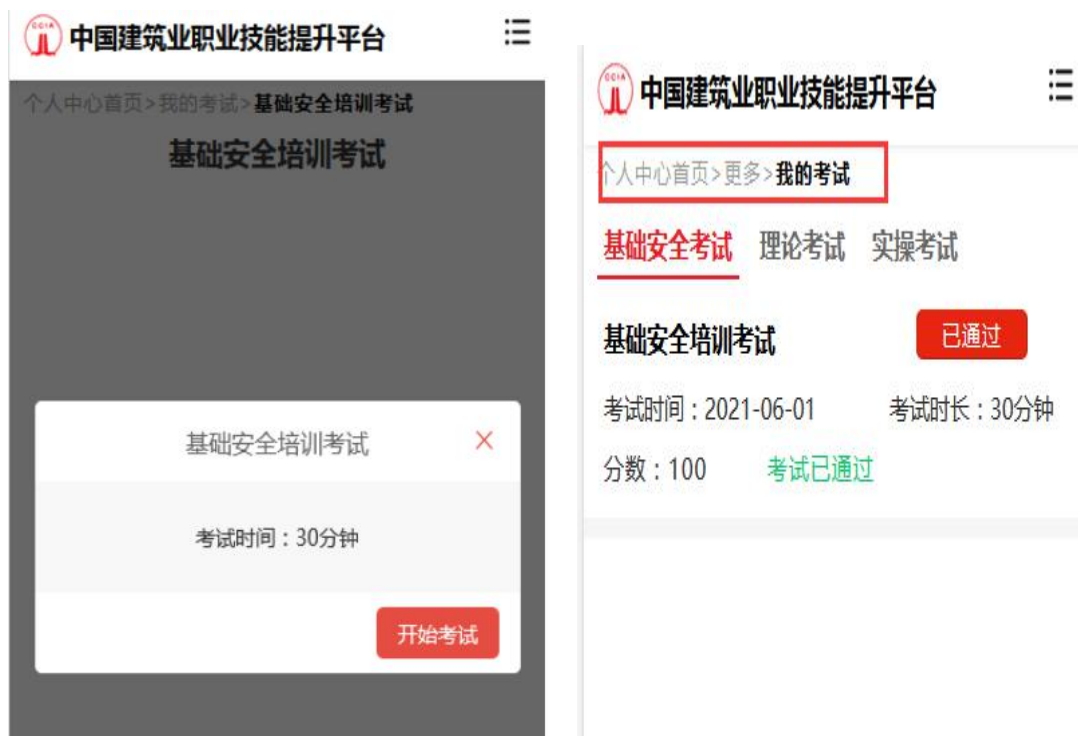 CCIA
中国建筑业职业技能提升平台
个人中心首页>我的考试>基础安全培训考试
基础安全培训考试
基础安全培训考试
考试时间：30分钟
开始考试
CCIA
中国建筑业职业技能提升平台
个人中心首页>更多>我的考试
基础安全考试 理论考试 实操考试
基础安全培训考试 已通过
考试时间：2021-06-01 考试时长：30分钟
分数：100 考试已通过